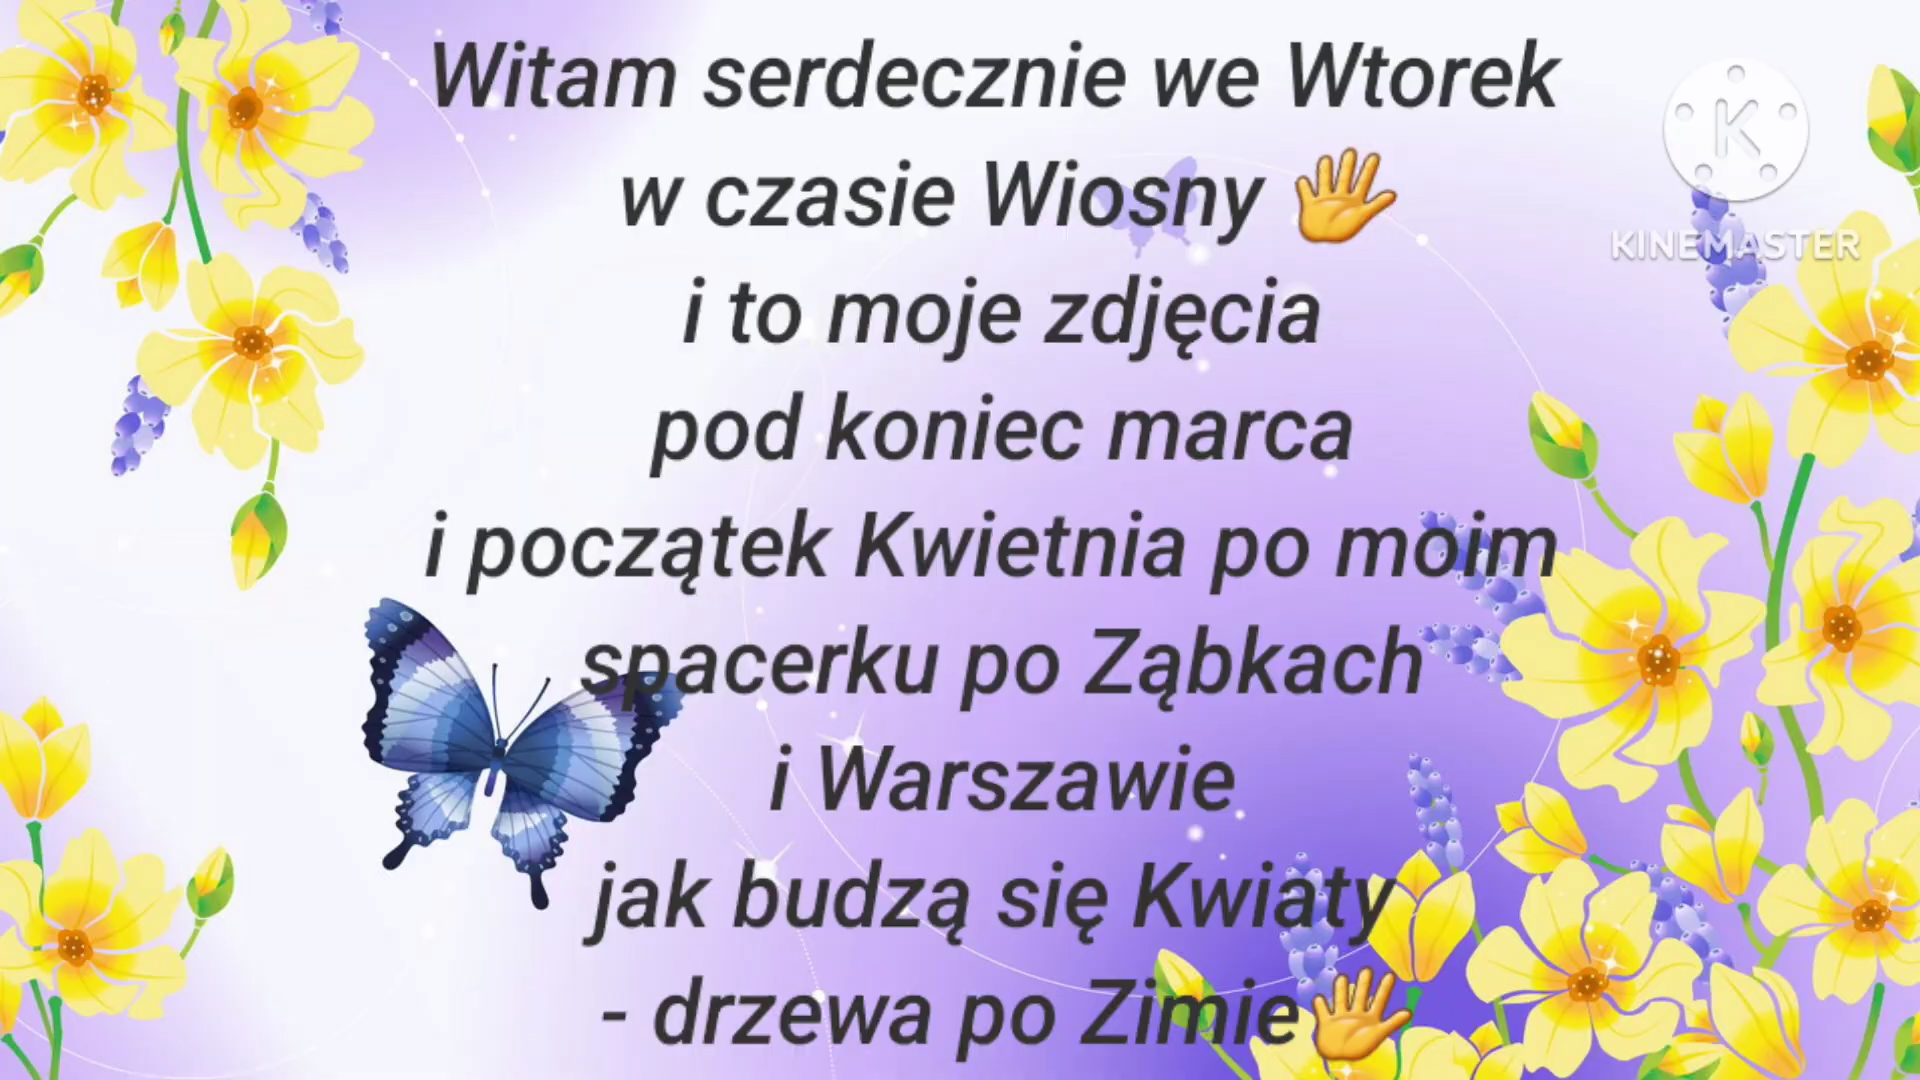 Witam serdecznie we Wtorek
w czasie Wiosny 🖐
i to moje zdjęcia
pod koniec marca
i początek Kwietnia po moim
spacerku po Ząbkach
i Warszawie
jak budzą się Kwiaty
- drzewa po Zimie🖐
K
KINEMASTER